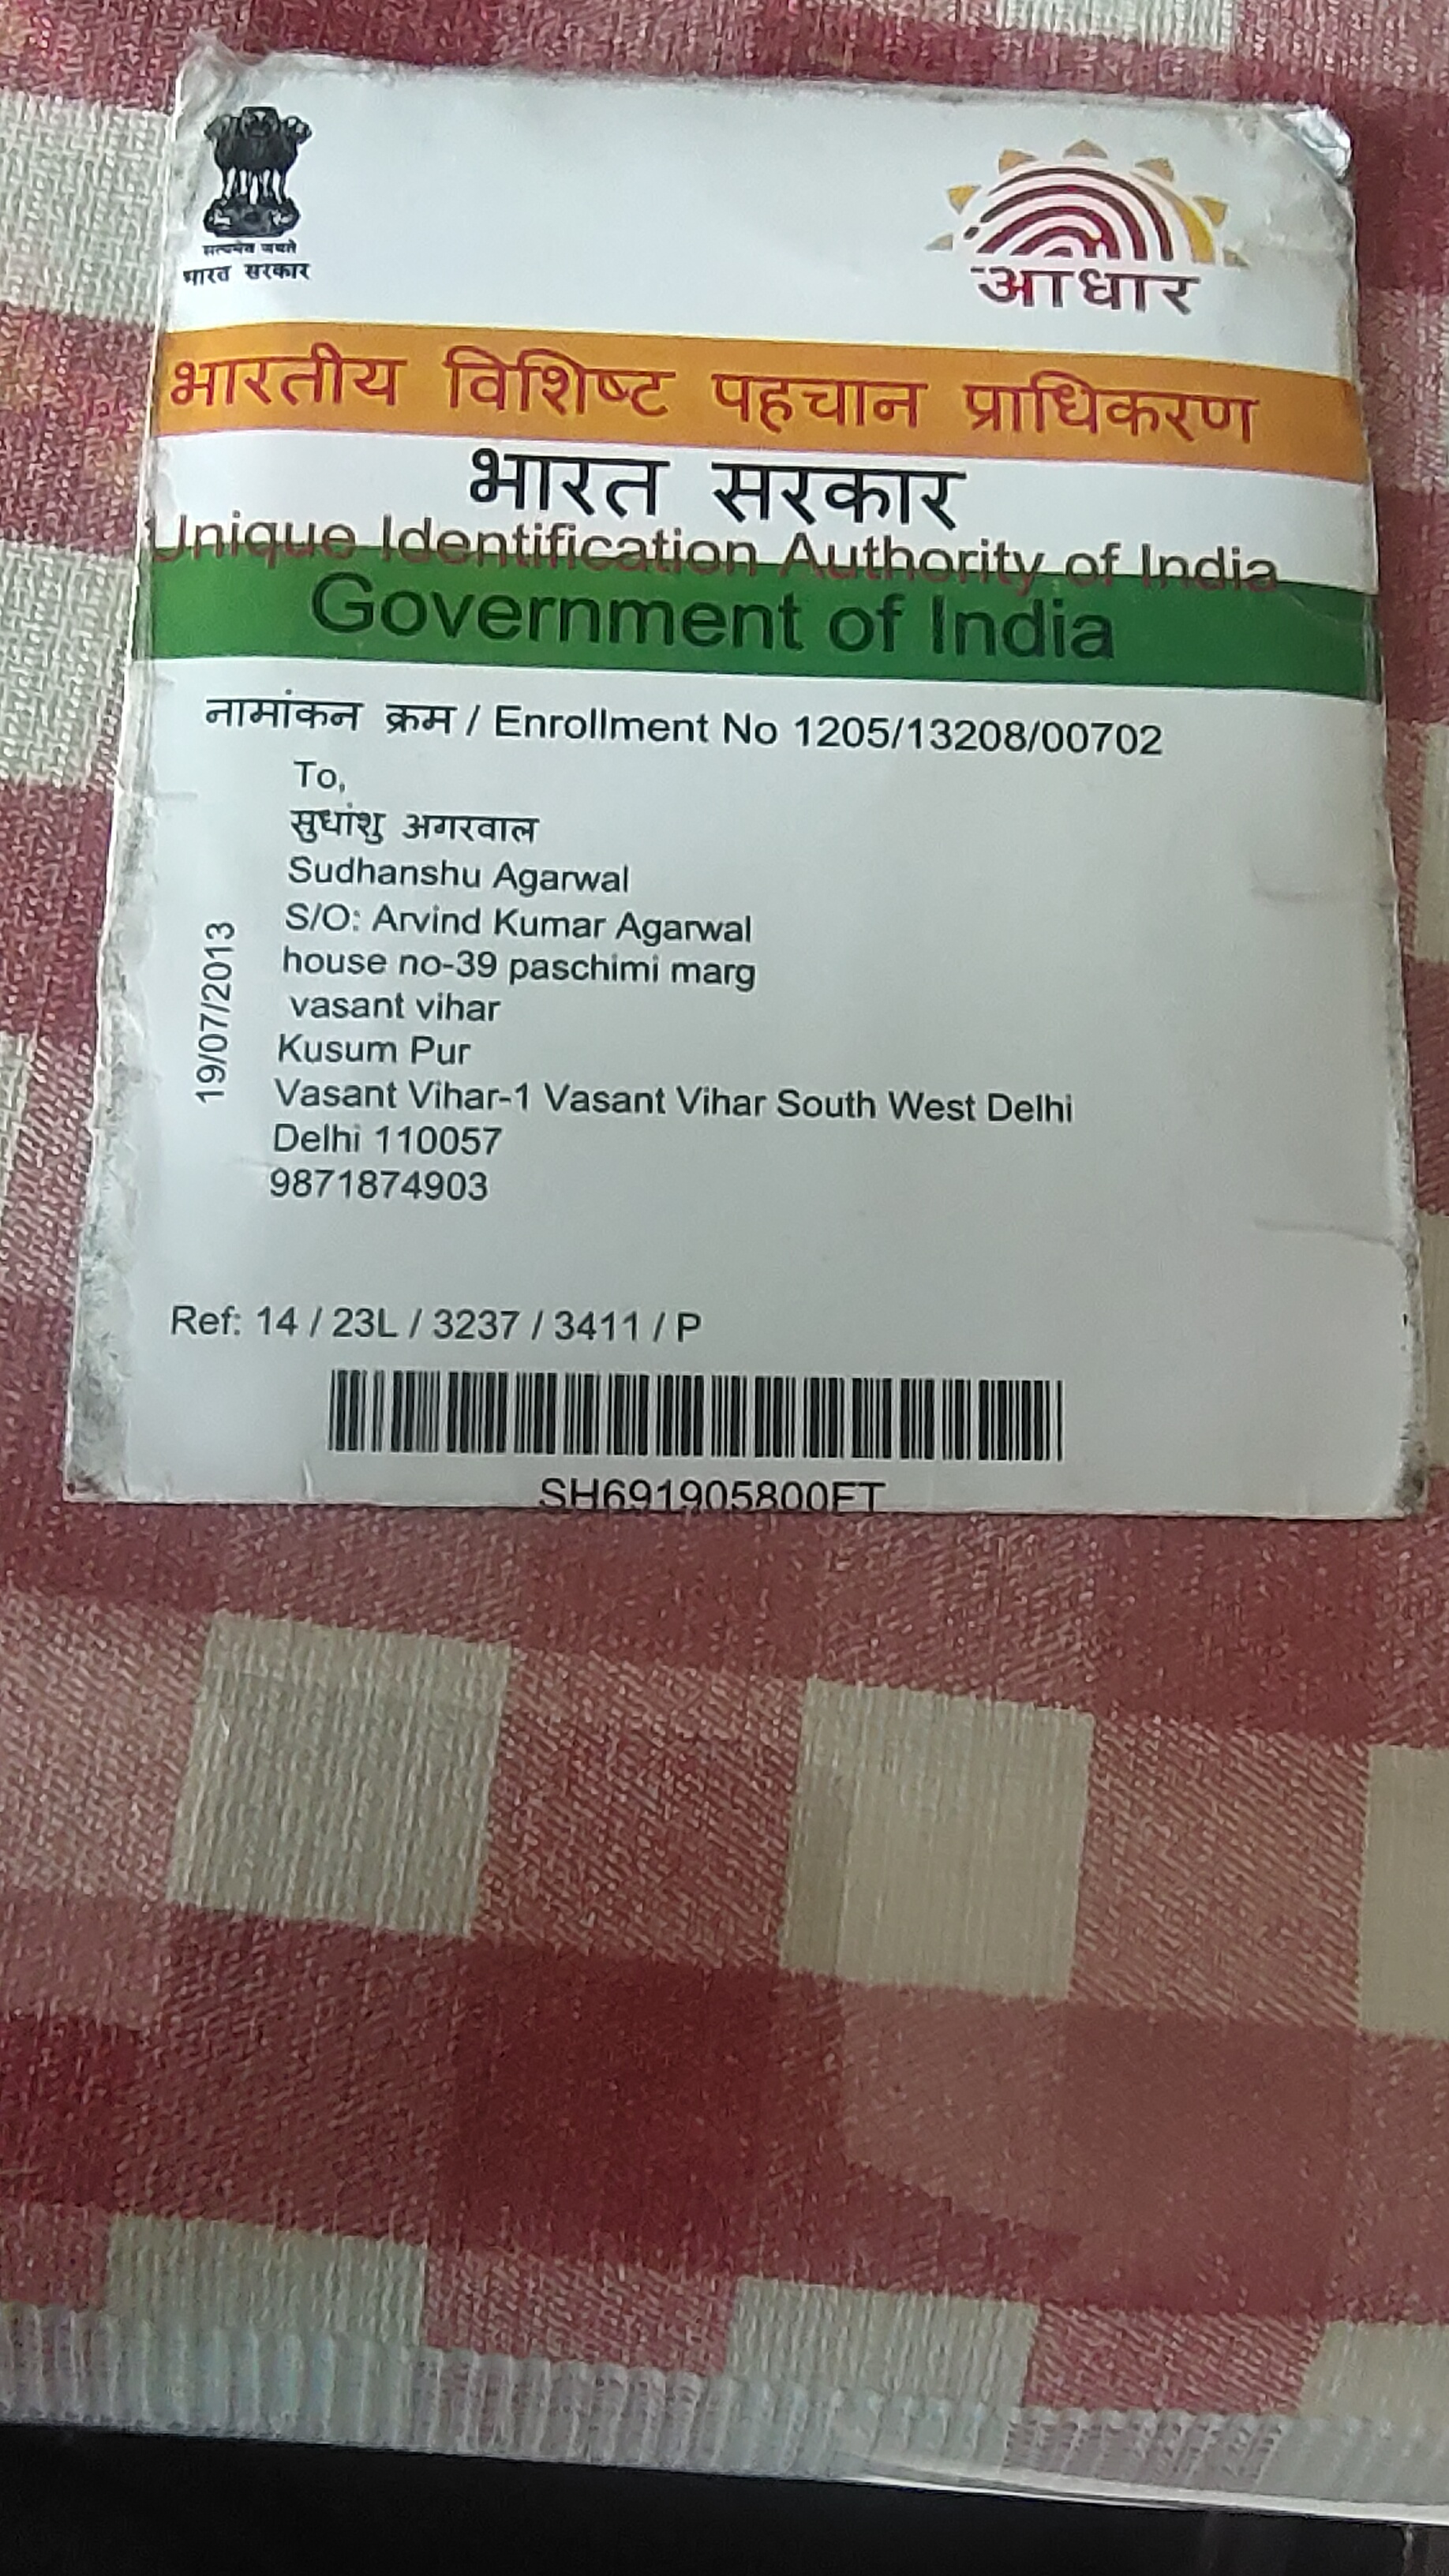 सत्यमेव जयते
भारत सरकार
आधार
भारतीय विशिष्ट पहचान प्राधिकरण
भारत सरकार
Unique Identification Authority of India
Government of India
नामांकन क्रम / Enrollment No 1205/13208/00702
To,
सुधांशु अगरवाल
Sudhanshu Agarwal
S/O: Arvind Kumar Agarwal
house no-39 paschimi marg
vasant vihar
Kusum Pur
Vasant Vihar-1 Vasant Vihar South West Delhi
Delhi 110057
9871874903
19/07/2013
Ref: 14 / 23L / 3237 / 3411 / P
SH691905800FT